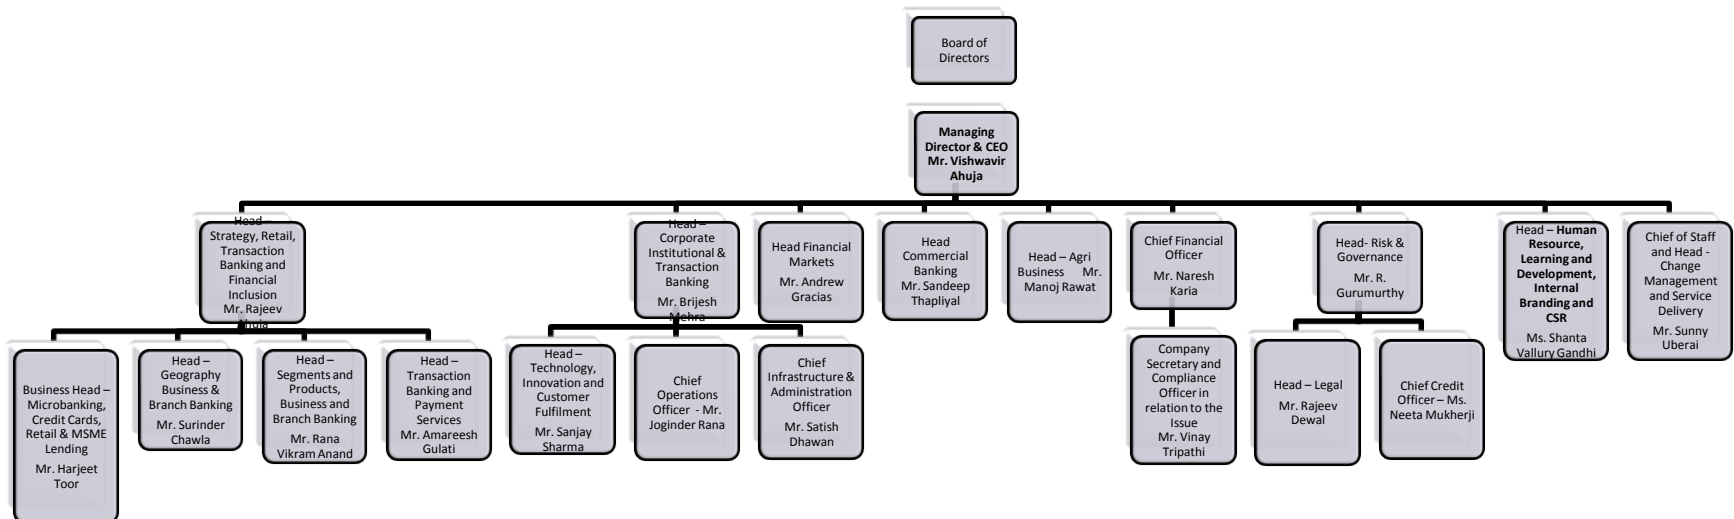 Board of
Directors
Managing
Director & CEO
Mr. Vishwavir
Ahuja
Head –
Strategy, Retail,
Transaction
Banking and
Financial
Inclusion
Mr. Rajeev
Ahuja
Head –
Corporate
Institutional &
Transaction
Banking
Mr. Brijesh
Mehra
Head Financial
Markets
Mr. Andrew
Gracias
Head
Commercial
Banking
Mr. Sandeep
Thapliyal
Head – Agri
Business Mr.
Manoj Rawat
Chief Financial
Officer
Mr. Naresh
Karia
Head- Risk &
Governance
Mr. R.
Gurumurthy
Head – Human
Resource,
Learning and
Development,
Internal
Branding and
CSR
Ms. Shanta
Vallury Gandhi
Chief of Staff
and Head -
Change
Management
and Service
Delivery
Mr. Sunny
Uberai
Business Head –
Microbanking,
Credit Cards,
Retail & MSME
Lending
Mr. Harjeet
Toor
Head –
Geography
Business &
Branch Banking
Mr. Surinder
Chawla
Head –
Segments and
Products,
Business and
Branch Banking
Mr. Rana
Vikram Anand
Head –
Transaction
Banking and
Payment
Services
Mr. Amareesh
Gulati
Head –
Technology,
Innovation and
Customer
Fulfilment
Mr. Sanjay
Sharma
Chief
Operations
Officer - Mr.
Joginder Rana
Chief
Infrastructure &
Administration
Officer
Mr. Satish
Dhawan
Company
Secretary and
Compliance
Officer in
relation to the
Issue
Mr. Vinay
Tripathi
Head – Legal
Mr. Rajeev
Dewal
Chief Credit
Officer – Ms.
Neeta Mukherji